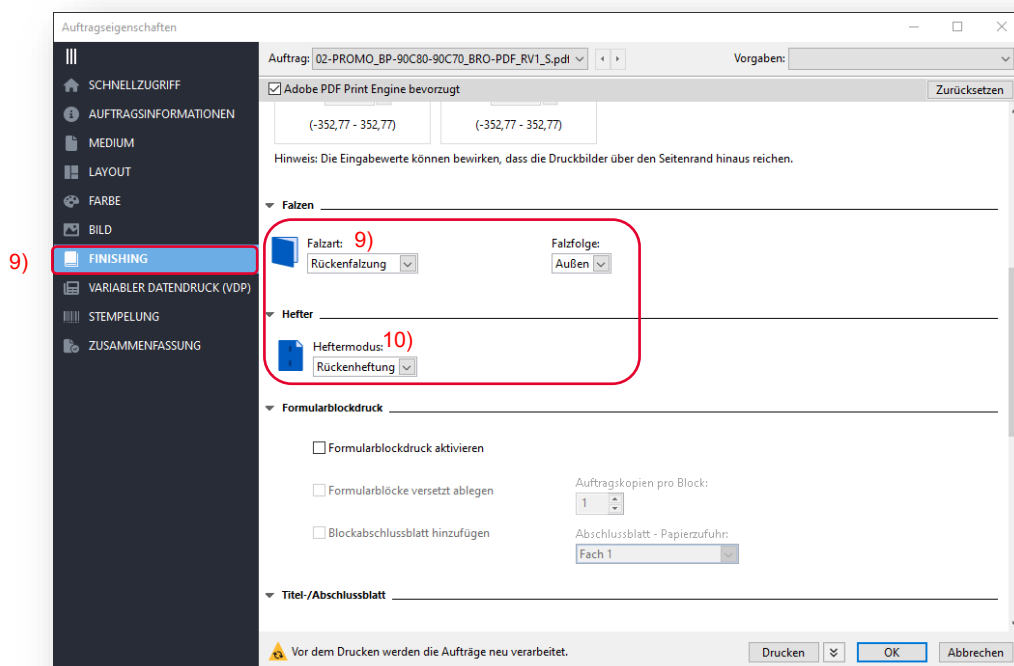 Auftragseigenschaften
Auftrag: 02-PROMO_BP-90C80-90C70_BRO-PDF_RV1_S.pdf Vorgaben:
SCHNELLZUGRIFF
Adobe PDF Print Engine bevorzugt Zurücksetzen
AUFTRAGSINFORMATIONEN
(-352,77 - 352,77) (-352,77 - 352,77)
MEDIUM
Hinweis: Die Eingabewerte können bewirken, dass die Druckbilder über den Seitenrand hinaus reichen.
LAYOUT
FARBE
Falzen
BILD
Falzart: 9) Falzfolge:
9) FINISHING
Rückenfalzung Außen
VARIABLER DATENDRUCK (VDP)
STEMPELUNG
Hefter
ZUSAMMENFASSUNG
Heftermodus: 10)
Rückenheftung
Formularblockdruck
Formularblockdruck aktivieren
Formularblöcke versetzt ablegen
Auftragskopien pro Block:
1
Blockabschlussblatt hinzufügen
Abschlussblatt - Papierzufuhr:
Fach 1
Titel-/Abschlussblatt
Vor dem Drucken werden die Aufträge neu verarbeitet. Drucken OK Abbrechen